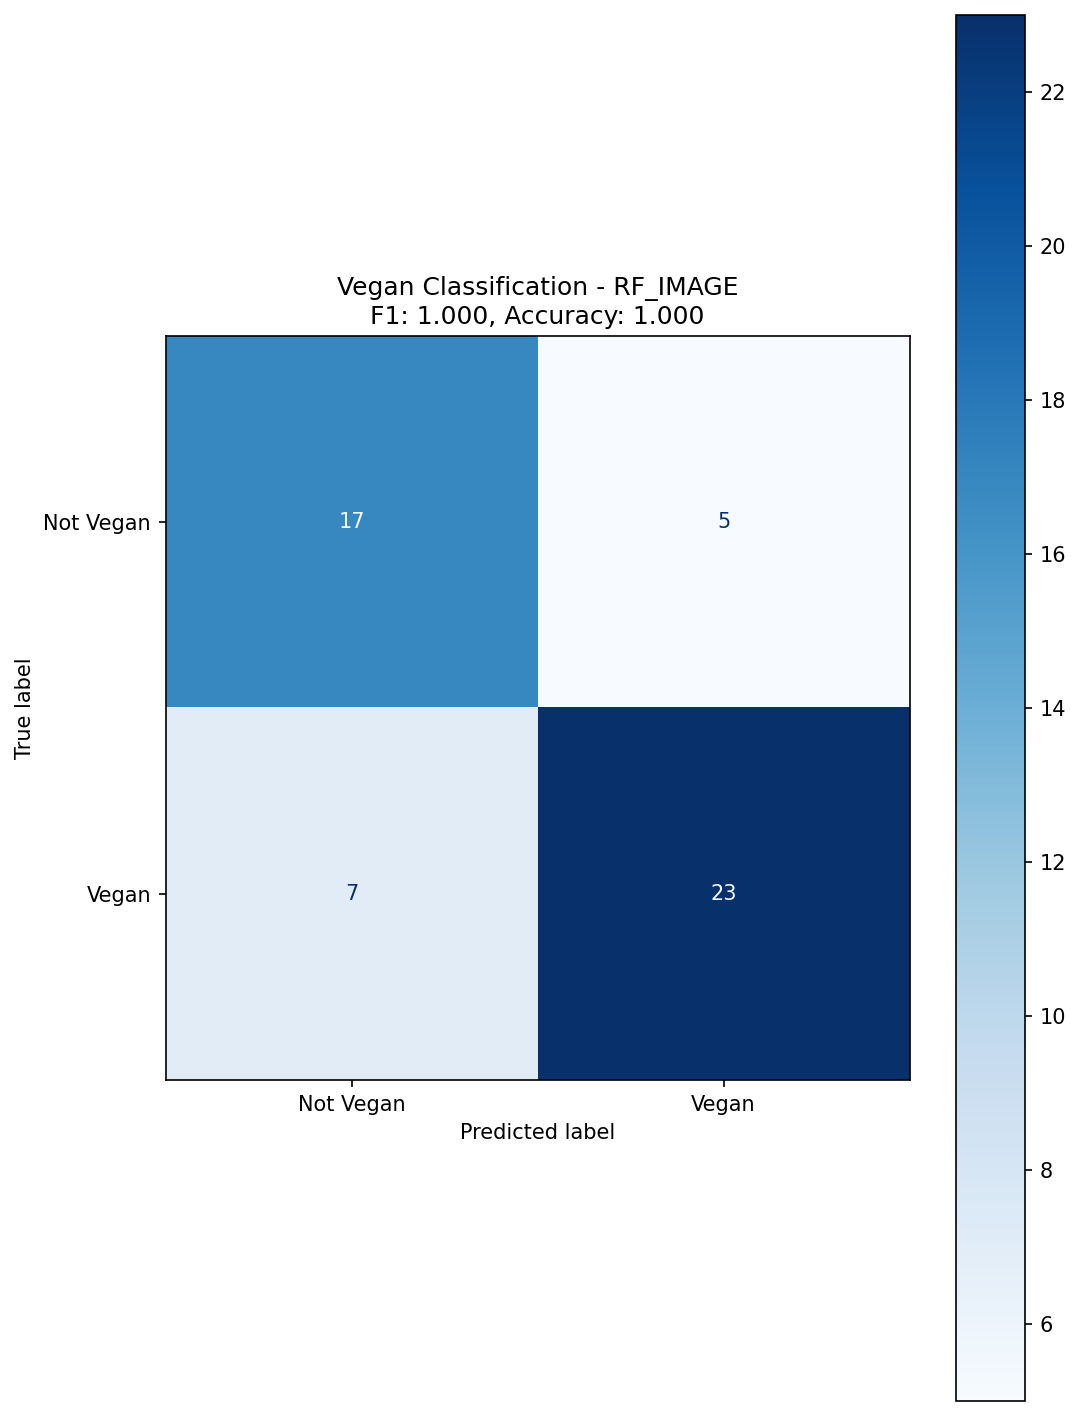 Vegan Classification - RF_IMAGE
F1: 1.000, Accuracy: 1.000
22
20
18
16
14
12
10
8
6
True label
Not Vegan
17
5
Vegan
7
23
Not Vegan
Vegan
Predicted label